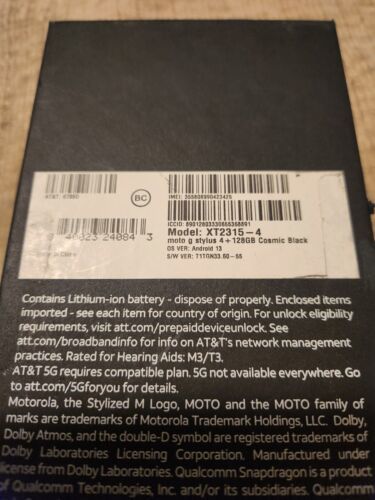 AT&T:
BC
IMEI: 355808990423425
ICCID: 89012803330655368891
Model: XT2315-4
moto g stylus 4+128GB Cosmic Black
OS VER: Android 13
S/W VER: T1TGN33.60-55
40023 24084 3
Contains Lithium-ion battery - dispose of properly. Enclosed items
imported - see each item for country of origin. For unlock eligibility
requirements, visit att.com/prepaiddeviceunlock. See
att.com/broadbandinfo for info on AT&T's network management
practices. Rated for Hearing Aids: M3/T3.
AT&T 5G requires compatible plan. 5G not available everywhere. Go
to att.com/5Gforyou for details.
Motorola, the Stylized M Logo, MOTO and the MOTO family of
marks are trademarks of Motorola Trademark Holdings, LLC. Dolby,
Dolby Atmos, and the double-D symbol are registered trademarks of
Dolby Laboratories Licensing Corporation. Manufactured under
license from Dolby Laboratories. Qualcomm Snapdragon is a product
of Qualcomm Technologies, Inc. and/or its subsidiaries. Qualcomm